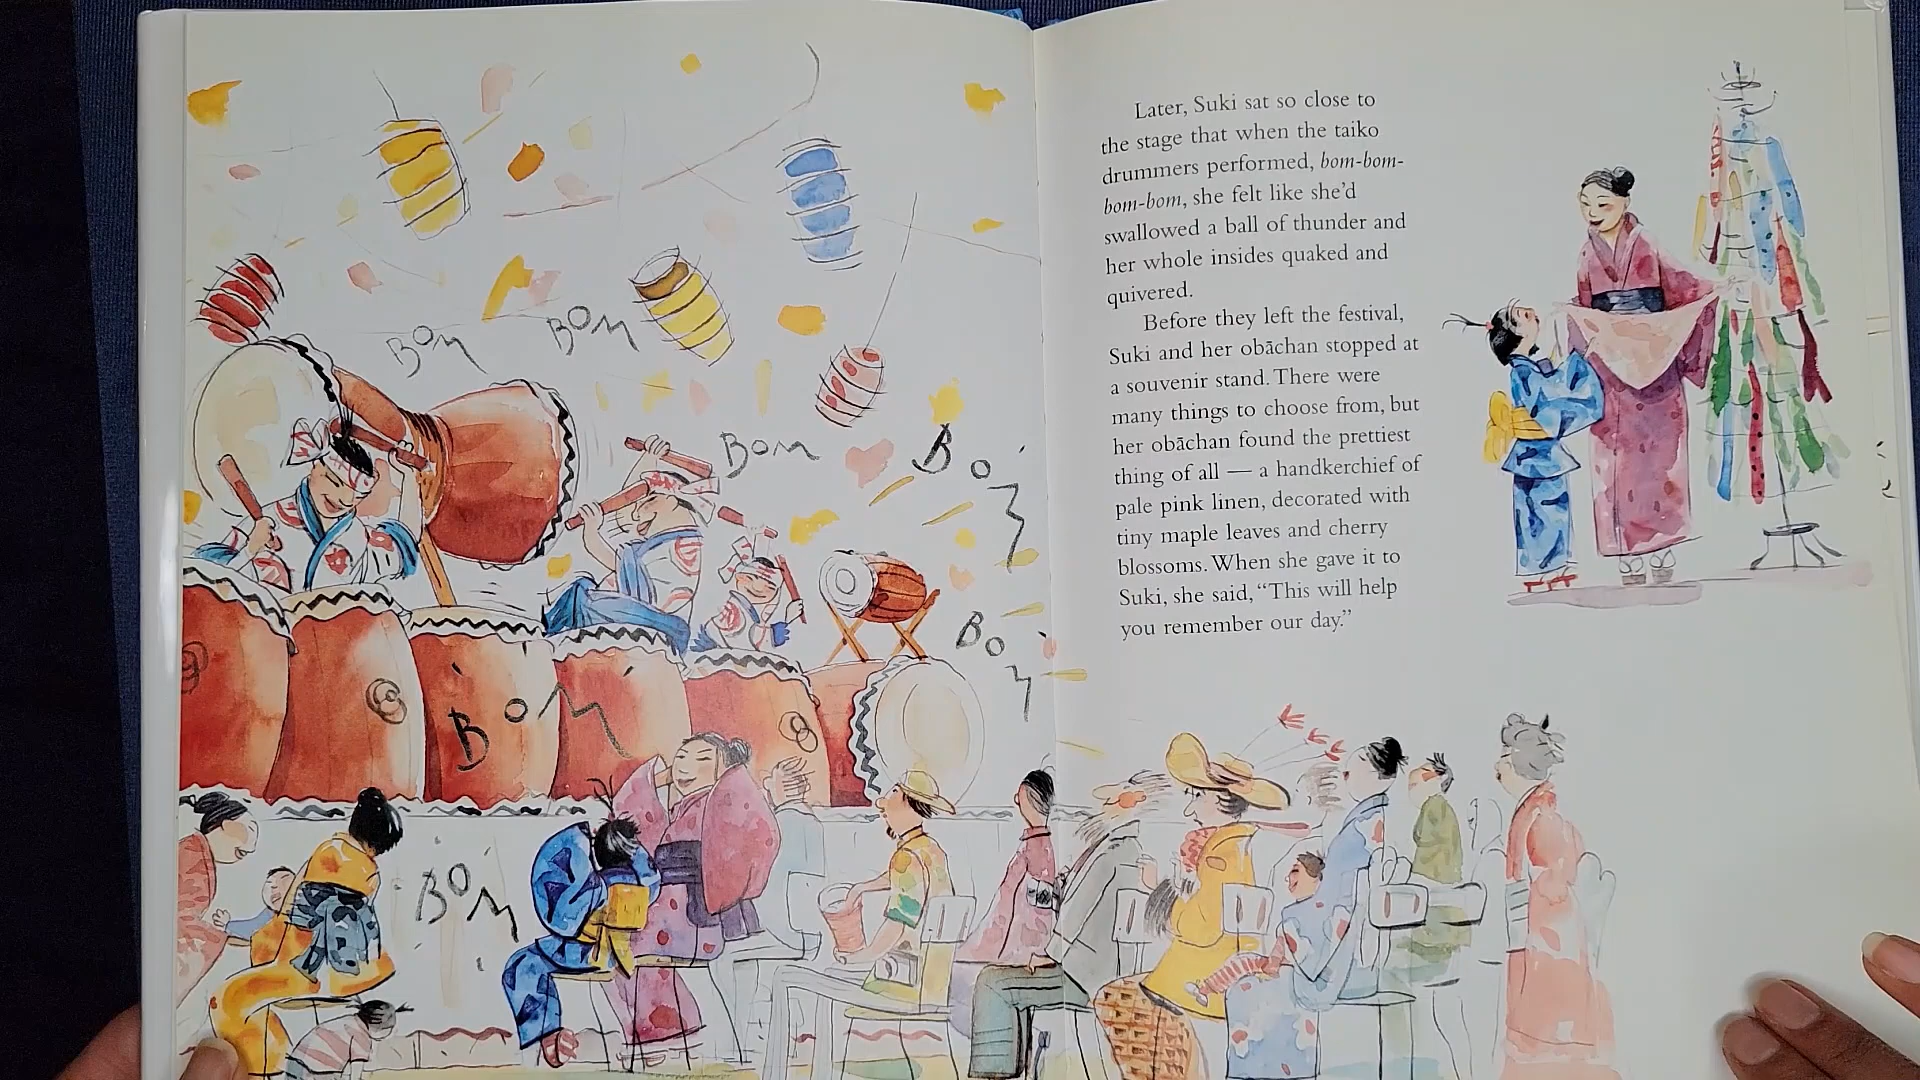 BOM
BOM
BOM
BOM
BOM
BOM
BOM
Later, Suki sat so close to
the stage that when the taiko
drummers performed, bom-bom-
bom-bom, she felt like she’d
swallowed a ball of thunder and
her whole insides quaked and
quivered.
Before they left the festival,
Suki and her obāchan stopped at
a souvenir stand. There were
many things to choose from, but
her obāchan found the prettiest
thing of all — a handkerchief of
pale pink linen, decorated with
tiny maple leaves and cherry
blossoms. When she gave it to
Suki, she said, “This will help
you remember our day.”